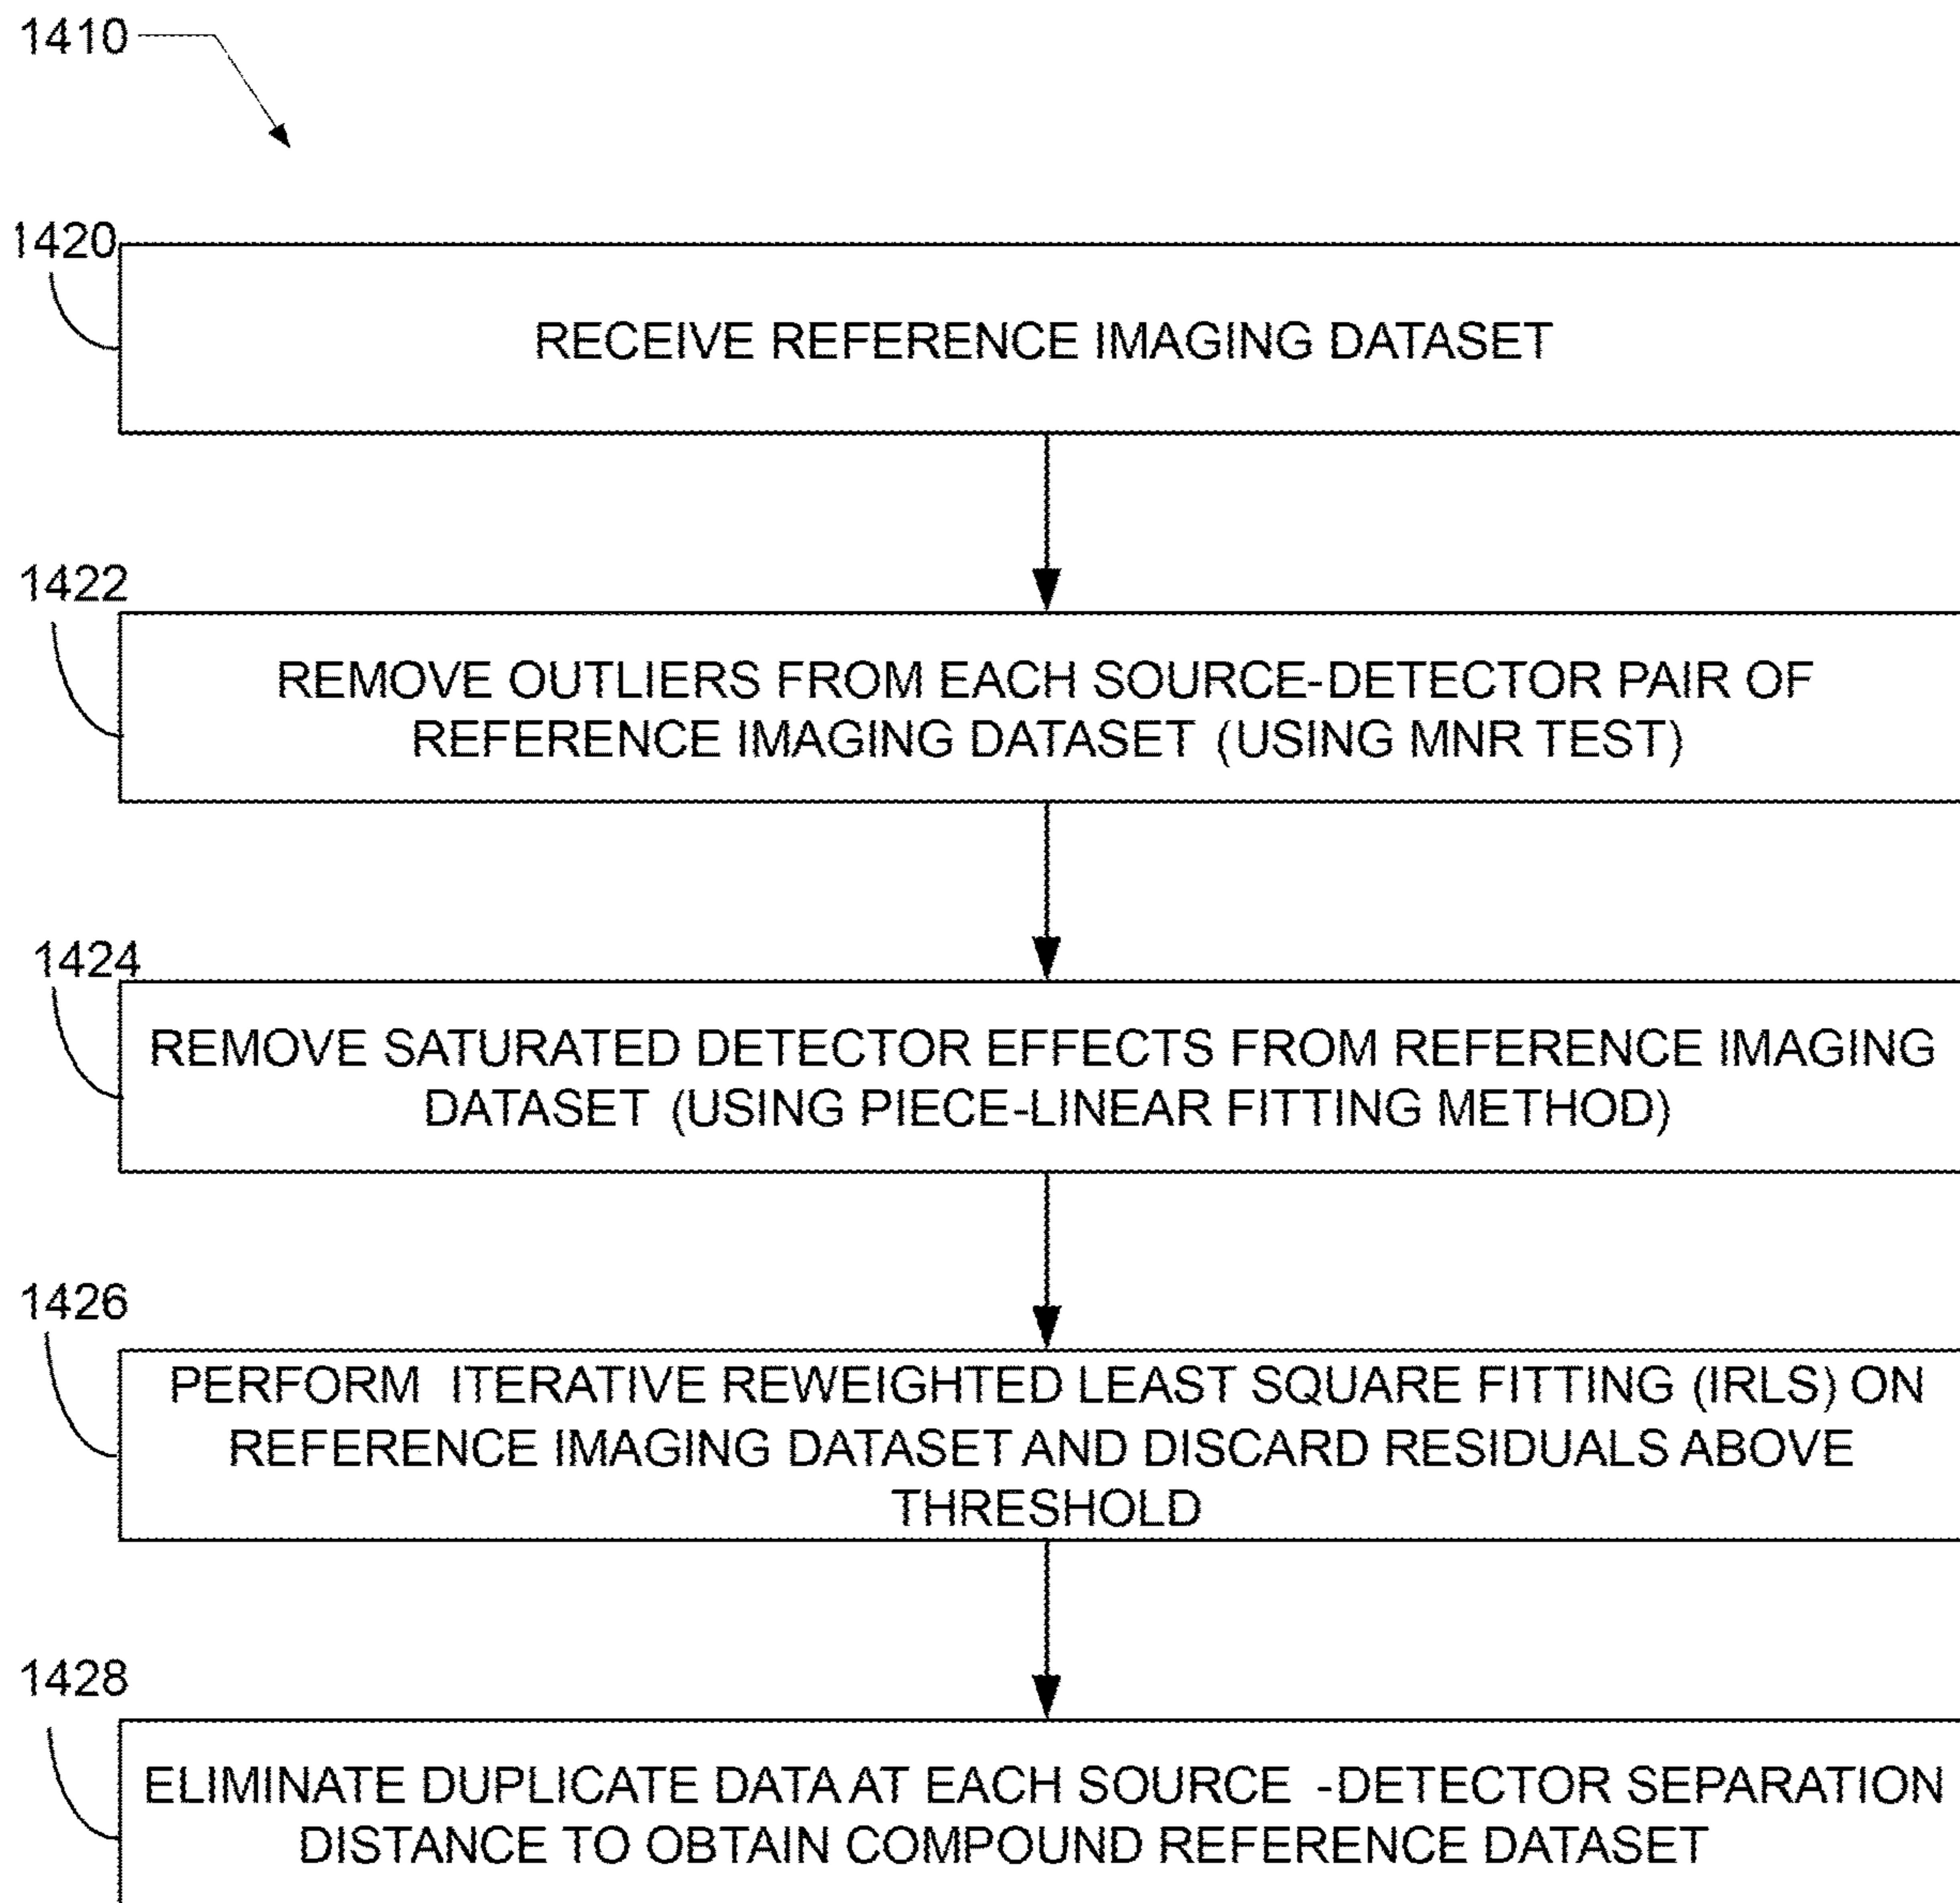 1410
1420
RECEIVE REFERENCE IMAGING DATASET
1422
REMOVE OUTLIERS FROM EACH SOURCE-DETECTOR PAIR OF
REFERENCE IMAGING DATASET (USING MNR TEST)
1424
REMOVE SATURATED DETECTOR EFFECTS FROM REFERENCE IMAGING
DATASET (USING PIECE-LINEAR FITTING METHOD)
1426
PERFORM ITERATIVE REWEIGHTED LEAST SQUARE FITTING (IRLS) ON
REFERENCE IMAGING DATASET AND DISCARD RESIDUALS ABOVE
THRESHOLD
1428
ELIMINATE DUPLICATE DATA AT EACH SOURCE -DETECTOR SEPARATION
DISTANCE TO OBTAIN COMPOUND REFERENCE DATASET